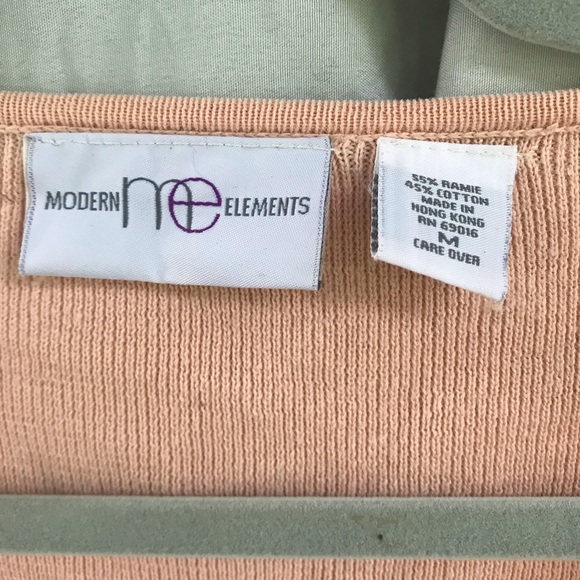 MODERN me ELEMENTS
55% RAMIE
45% COTTON
MADE IN
HONG KONG
RN 69016
M
CARE OVER